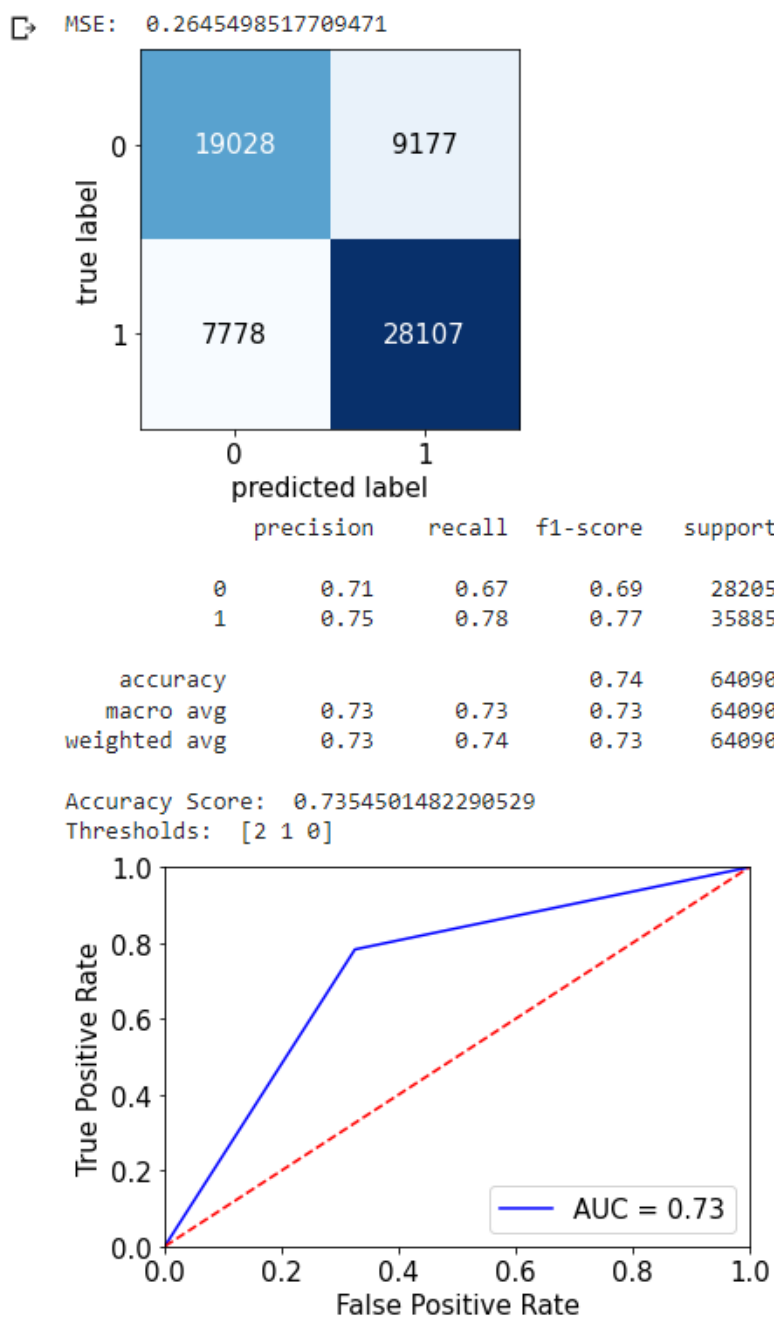 MSE: 0.2645498517709471
0 19028 9177
true label
1 7778 28107
0 1
predicted label
precision recall f1-score support
0 0.71 0.67 0.69 28205
1 0.75 0.78 0.77 35885
accuracy 0.74 64090
macro avg 0.73 0.73 0.73 64090
weighted avg 0.73 0.74 0.73 64090
Accuracy Score: 0.7354501482290529
Thresholds: [2 1 0]
1.0
0.8
0.6
0.4
0.2
0.0
True Positive Rate
AUC = 0.73
0.0 0.2 0.4 0.6 0.8 1.0
False Positive Rate